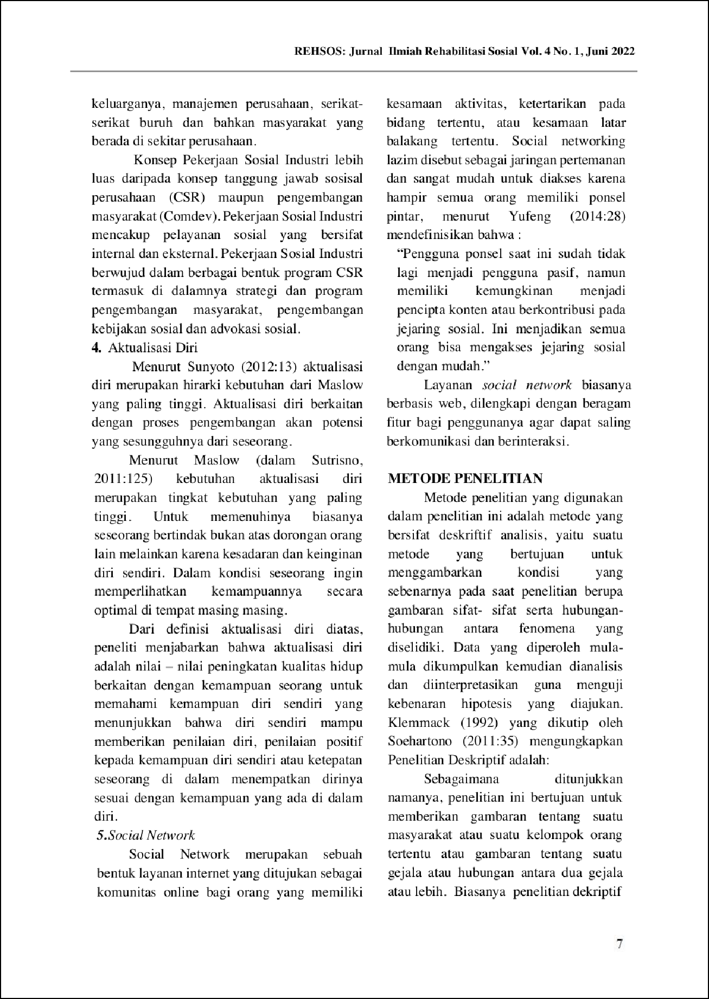 REHSOS: Jurnal Ilmiah Rehabilitasi Sosial Vol. 4 No. 1, Juni 2022
keluarganya, manajemen perusahaan, serikat-
serikat buruh dan bahkan masyarakat yang
berada di sekitar perusahaan.
Konsep Pekerjaan Sosial Industri lebih
luas daripada konsep tanggung jawab sosisal
perusahaan (CSR) maupun pengembangan
masyarakat (Comdev). Pekerjaan Sosial Industri
mencakup pelayanan sosial yang bersifat
internal dan eksternal. Pekerjaan Sosial Industri
berwujud dalam berbagai bentuk program CSR
termasuk di dalamnya strategi dan program
pengembangan masyarakat, pengembangan
kebijakan sosial dan advokasi sosial.
4. Aktualisasi Diri
Menurut Sunyoto (2012:13) aktualisasi
diri merupakan hirarki kebutuhan dari Maslow
yang paling tinggi. Aktualisasi diri berkaitan
dengan proses pengembangan akan potensi
yang sesungguhnya dari seseorang.
Menurut Maslow (dalam Sutrisno,
2011:125) kebutuhan aktualisasi diri
merupakan tingkat kebutuhan yang paling
tinggi. Untuk memenuhinya biasanya
seseorang bertindak bukan atas dorongan orang
lain melainkan karena kesadaran dan keinginan
diri sendiri. Dalam kondisi seseorang ingin
memperlihatkan kemampuannya secara
optimal di tempat masing masing.
Dari definisi aktualisasi diri diatas,
peneliti menjabarkan bahwa aktualisasi diri
adalah nilai – nilai peningkatan kualitas hidup
berkaitan dengan kemampuan seorang untuk
memahami kemampuan diri sendiri yang
menunjukkan bahwa diri sendiri mampu
memberikan penilaian diri, penilaian positif
kepada kemampuan diri sendiri atau ketepatan
seseorang di dalam menempatkan dirinya
sesuai dengan kemampuan yang ada di dalam
diri.
5.Social Network
Social Network merupakan sebuah
bentuk layanan internet yang ditujukan sebagai
komunitas online bagi orang yang memiliki
kesamaan aktivitas, ketertarikan pada
bidang tertentu, atau kesamaan latar
balakang tertentu. Social networking
lazim disebut sebagai jaringan pertemanan
dan sangat mudah untuk diakses karena
hampir semua orang memiliki ponsel
pintar, menurut Yufeng (2014:28)
mendefinisikan bahwa :
“Pengguna ponsel saat ini sudah tidak
lagi menjadi pengguna pasif, namun
memiliki kemungkinan menjadi
pencipta konten atau berkontribusi pada
jejaring sosial. Ini menjadikan semua
orang bisa mengakses jejaring sosial
dengan mudah.”
Layanan social network biasanya
berbasis web, dilengkapi dengan beragam
fitur bagi penggunanya agar dapat saling
berkomunikasi dan berinteraksi.
METODE PENELITIAN
Metode penelitian yang digunakan
dalam penelitian ini adalah metode yang
bersifat deskriftif analisis, yaitu suatu
metode yang bertujuan untuk
menggambarkan kondisi yang
sebenarnya pada saat penelitian berupa
gambaran sifat- sifat serta hubungan-
hubungan antara fenomena yang
diselidiki. Data yang diperoleh mula-
mula dikumpulkan kemudian dianalisis
dan diinterpretasikan guna menguji
kebenaran hipotesis yang diajukan.
Klemmack (1992) yang dikutip oleh
Soehartono (2011:35) mengungkapkan
Penelitian Deskriptif adalah:
Sebagaimana ditunjukkan
namanya, penelitian ini bertujuan untuk
memberikan gambaran tentang suatu
masyarakat atau suatu kelompok orang
tertentu atau gambaran tentang suatu
gejala atau hubungan antara dua gejala
atau lebih. Biasanya penelitian dekriptif
7